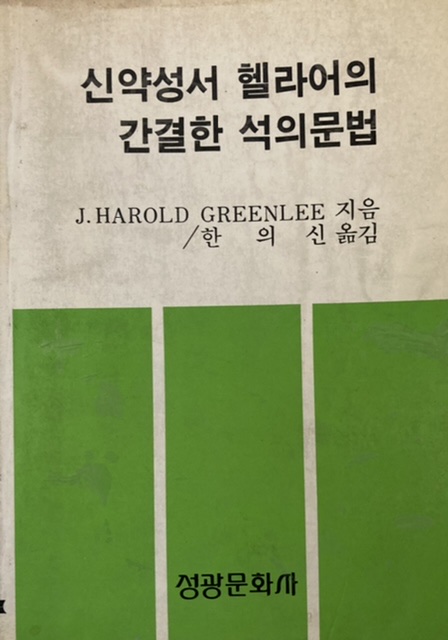 신약성서 헬라어의
간결한 석의문법
J. HAROLD GREENLEE 지음
/한 의 신 옮김
성광문화사